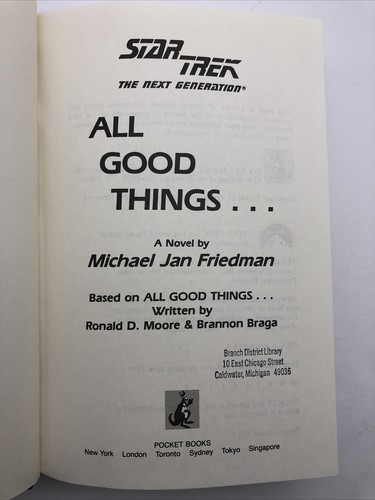 STAR TREK
THE NEXT GENERATION®
ALL
GOOD
THINGS . . .
A Novel by
Michael Jan Friedman
Based on ALL GOOD THINGS . . .
Written by
Ronald D. Moore & Brannon Braga
Branch District Library
10 East Chicago Street
Coldwater, Michigan 49036
POCKET BOOKS
New York London Toronto Sydney Tokyo Singapore